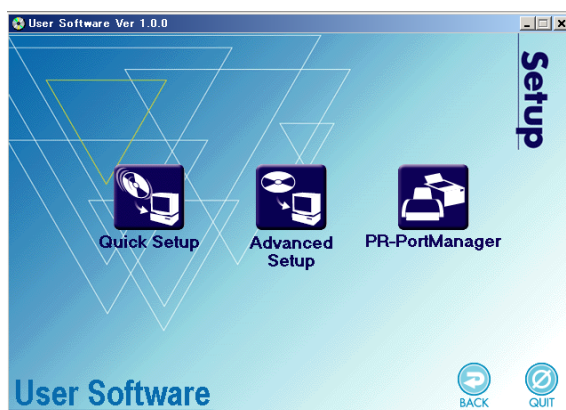 User Software Ver 1.0.0
Setup
Quick Setup
Advanced
Setup
PR-PortManager
User Software
BACK
QUIT